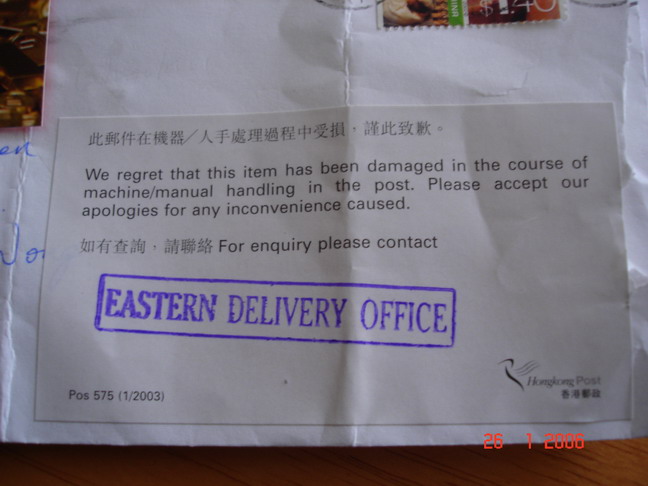 此郵件在機器／人手處理過程中受損，謹此致歉。
We regret that this item has been damaged in the course of
machine/manual handling in the post. Please accept our
apologies for any inconvenience caused.
如有查詢，請聯絡 For enquiry please contact
EASTERN DELIVERY OFFICE
Hongkong Post
香港郵政
Pos 575 (1/2003)
26 1 2006